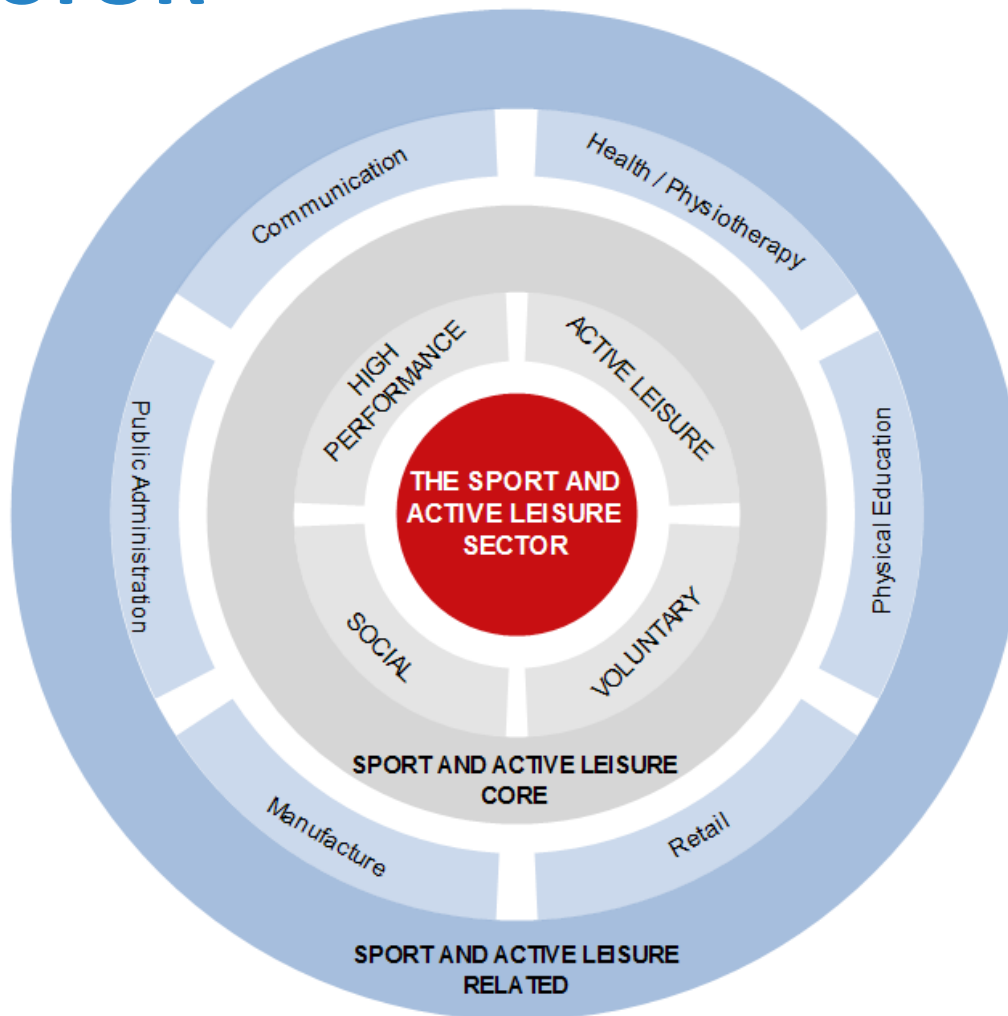 Communication
Health / Physiotherapy
HIGH
PERFORMANCE
ACTIVE LEISURE
Public Administration
THE SPORT AND
ACTIVE LEISURE
SECTOR
Physical Education
SOCIAL
VOLUNTARY
SPORT AND ACTIVE LEISURE
CORE
Manufacture
Retail
SPORT AND ACTIVE LEISURE
RELATED